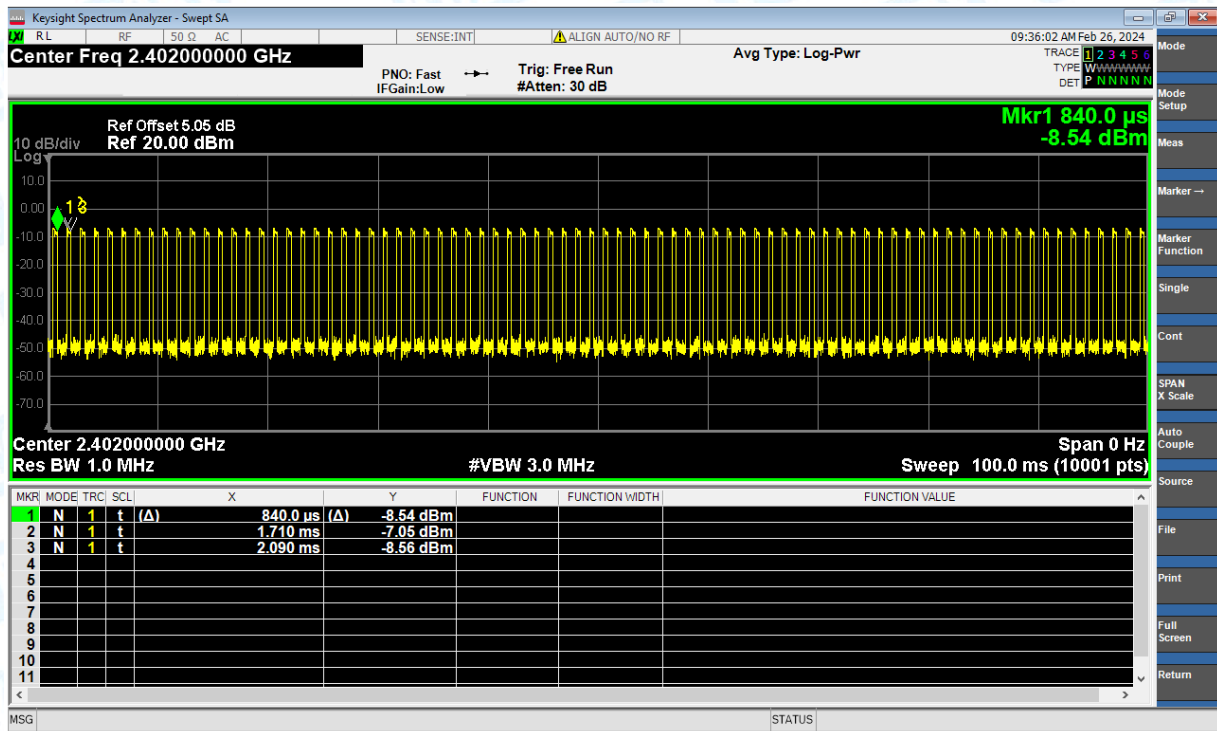 Keysight Spectrum Analyzer - Swept SA
LXI RL RF 50 Ω AC SENSE:INT ALIGN AUTO/NO RF 09:36:02 AM Feb 26, 2024
Center Freq 2.402000000 GHz
Avg Type: Log-Pwr
TRACE 1 2 3 4 5 6
TYPE WWWWWW
DET P N N N N N
PNO: Fast
IFGain:Low
Trig: Free Run
#Atten: 30 dB
Ref Offset 5.05 dB
10 dB/div Ref 20.00 dBm
Log
Mkr1 840.0 µs
-8.54 dBm
10.0
0.00
-10.0
-20.0
-30.0
-40.0
-50.0
-60.0
-70.0
1
3
Center 2.402000000 GHz Span 0 Hz
Res BW 1.0 MHz #VBW 3.0 MHz Sweep 100.0 ms (10001 pts)
MKR MODE TRC SCL X Y FUNCTION FUNCTION WIDTH FUNCTION VALUE
1 N 1 t (Δ) 840.0 µs (Δ) -8.54 dBm
2 N 1 t 1.710 ms -7.05 dBm
3 N 1 t 2.090 ms -8.56 dBm
4
5
6
7
8
9
10
11
MSG STATUS
Mode
Mode
Setup
Meas
Marker →
Marker
Function
Single
Cont
SPAN
X Scale
Auto
Couple
Source
File
Print
Full
Screen
Return